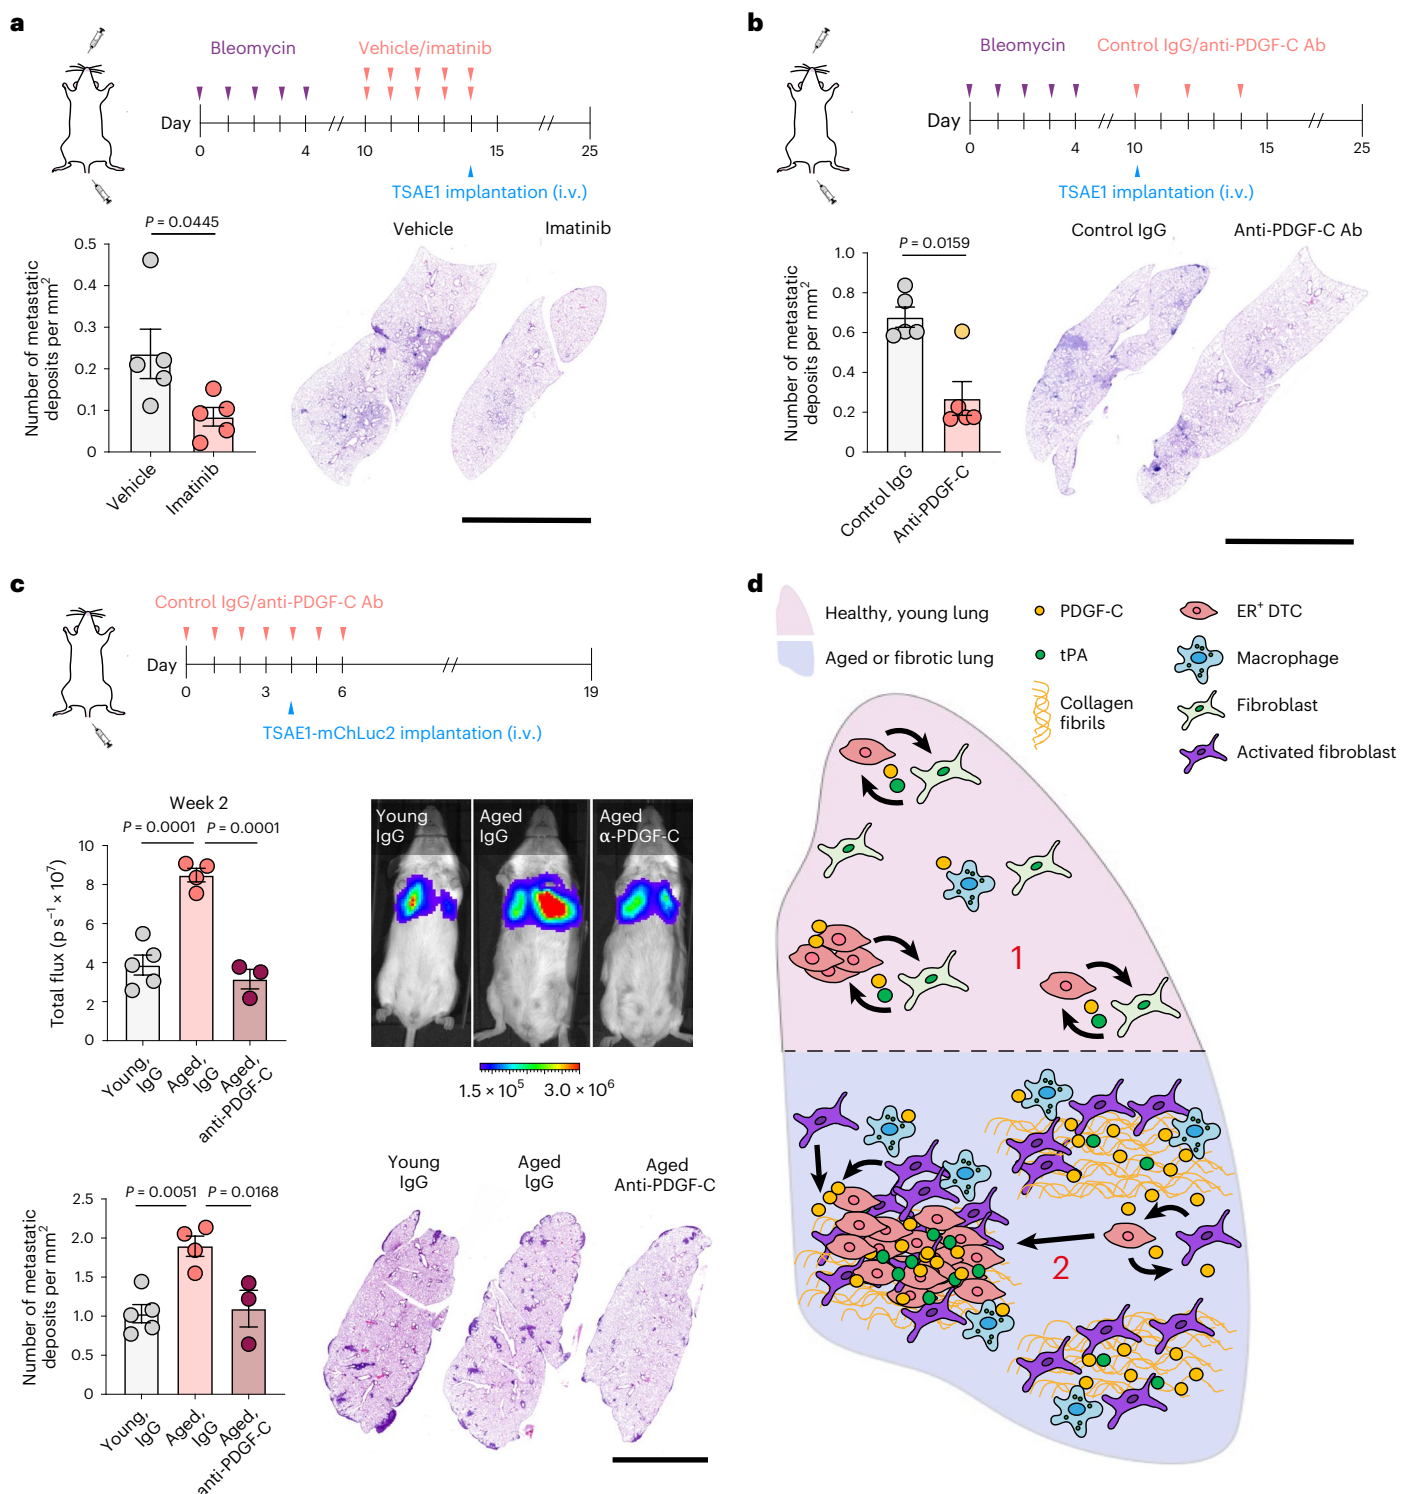 a
Bleomycin
Vehicle/imatinib
Day
0
4
10
15
25
TSAE1 implantation (i.v.)
P = 0.0445
Number of metastatic
deposits per mm²
0.5
0.4
0.3
0.2
0.1
0
Vehicle
Imatinib
Vehicle
Imatinib
b
Bleomycin
Control IgG/anti-PDGF-C Ab
Day
0
4
10
15
25
TSAE1 implantation (i.v.)
P = 0.0159
Number of metastatic
deposits per mm²
1.0
0.8
0.6
0.4
0.2
0
Control IgG
Anti-PDGF-C
Control IgG
Anti-PDGF-C Ab
c
Control IgG/anti-PDGF-C Ab
Day
0
3
6
19
TSAE1-mChLuc2 implantation (i.v.)
Week 2
P = 0.0001
P = 0.0001
Total flux (p s⁻¹ × 10⁷)
10
8
6
4
2
0
Young,
IgG
Aged,
IgG
Aged,
anti-PDGF-C
Young
IgG
Aged
IgG
Aged
α-PDGF-C
1.5 × 10⁵
3.0 × 10⁶
P = 0.0051
P = 0.0168
Number of metastatic
deposits per mm²
2.5
2.0
1.5
1.0
0.5
0
Young,
IgG
Aged,
IgG
Aged,
anti-PDGF-C
Young
IgG
Aged
IgG
Aged
Anti-PDGF-C
d
Healthy, young lung
Aged or fibrotic lung
PDGF-C
tPA
Collagen
fibrils
ER⁺ DTC
Macrophage
Fibroblast
Activated fibroblast
1
2